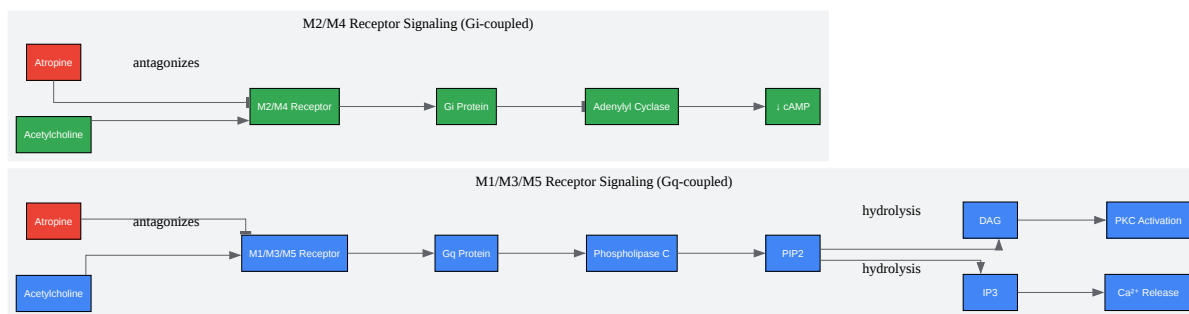 M2/M4 Receptor Signaling (Gi-coupled)
Atropine
antagonizes
M2/M4 Receptor
Gi Protein
Adenylyl Cyclase
↓ cAMP
Acetylcholine
M1/M3/M5 Receptor Signaling (Gq-coupled)
Atropine
antagonizes
hydrolysis
DAG
PKC Activation
M1/M3/M5 Receptor
Gq Protein
Phospholipase C
PIP2
hydrolysis
Acetylcholine
IP3
Ca²⁺ Release